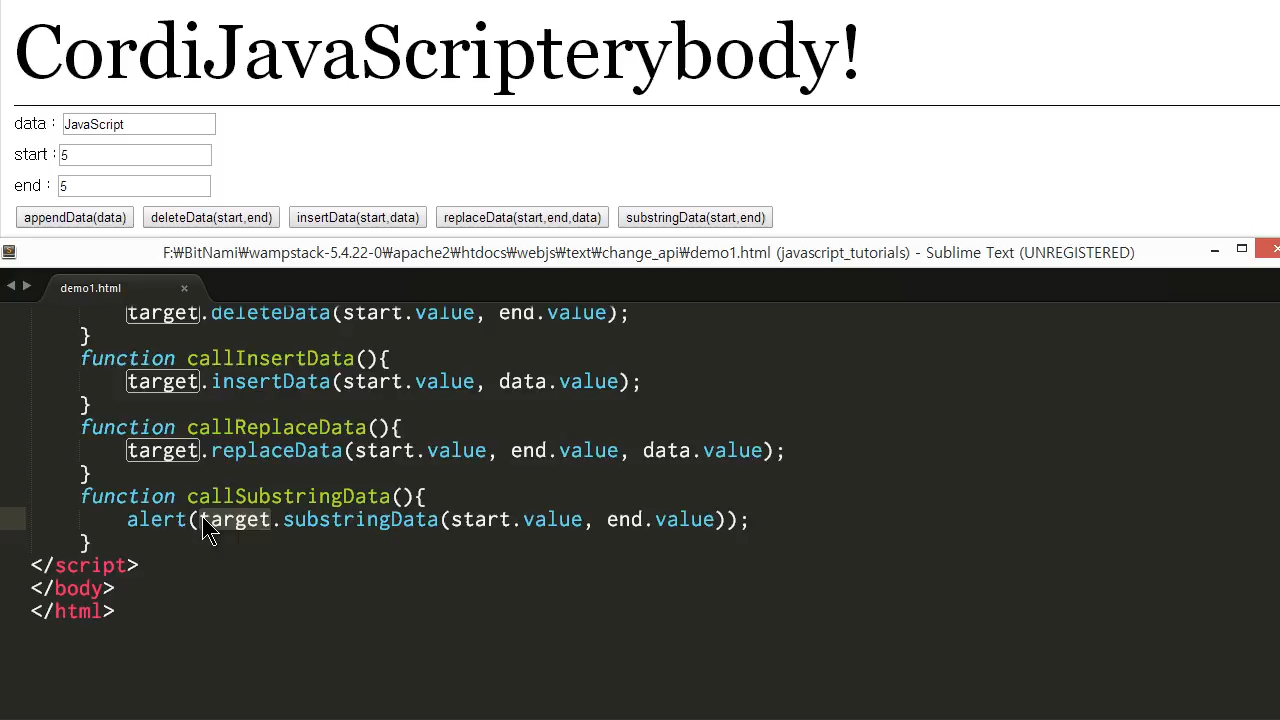 CordiJavaScripterybody!
data : JavaScript
start : 5
end : 5
appendData(data) deleteData(start,end) insertData(start,data) replaceData(start,end,data) substringData(start,end)
F:₩BitNami₩wampstack-5.4.22-0₩apache2₩htdocs₩webjs₩text₩change_api₩demo1.html (javascript_tutorials) - Sublime Text (UNREGISTERED)
demo1.html
target.deleteData(start.value, end.value);
}
function callInsertData(){
target.insertData(start.value, data.value);
}
function callReplaceData(){
target.replaceData(start.value, end.value, data.value);
}
function callSubstringData(){
alert(target.substringData(start.value, end.value));
}
</script>
</body>
</html>